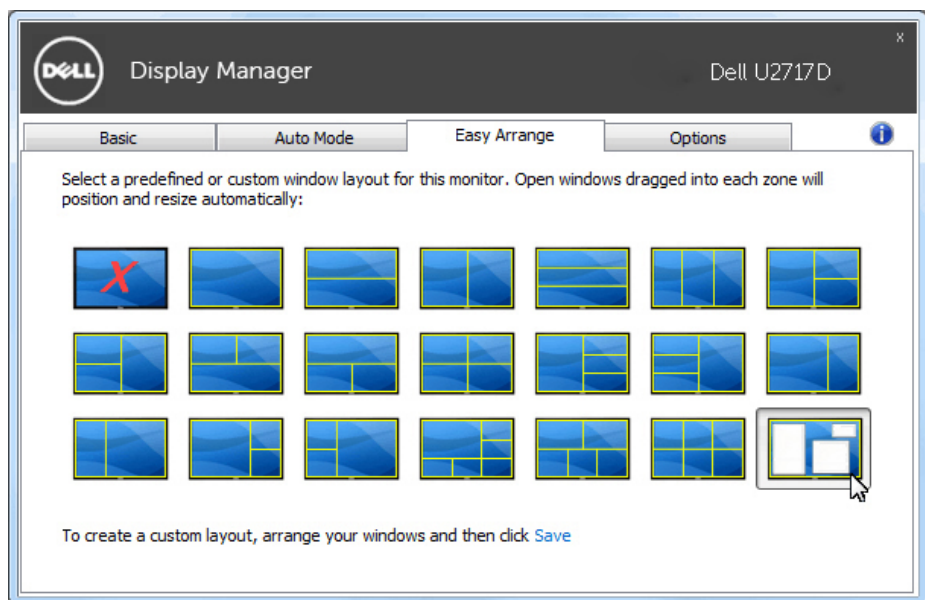 DELL
Display Manager
Dell U2717D
x
Basic
Auto Mode
Easy Arrange
Options
i
Select a predefined or custom window layout for this monitor. Open windows dragged into each zone will
position and resize automatically:
X
To create a custom layout, arrange your windows and then click Save